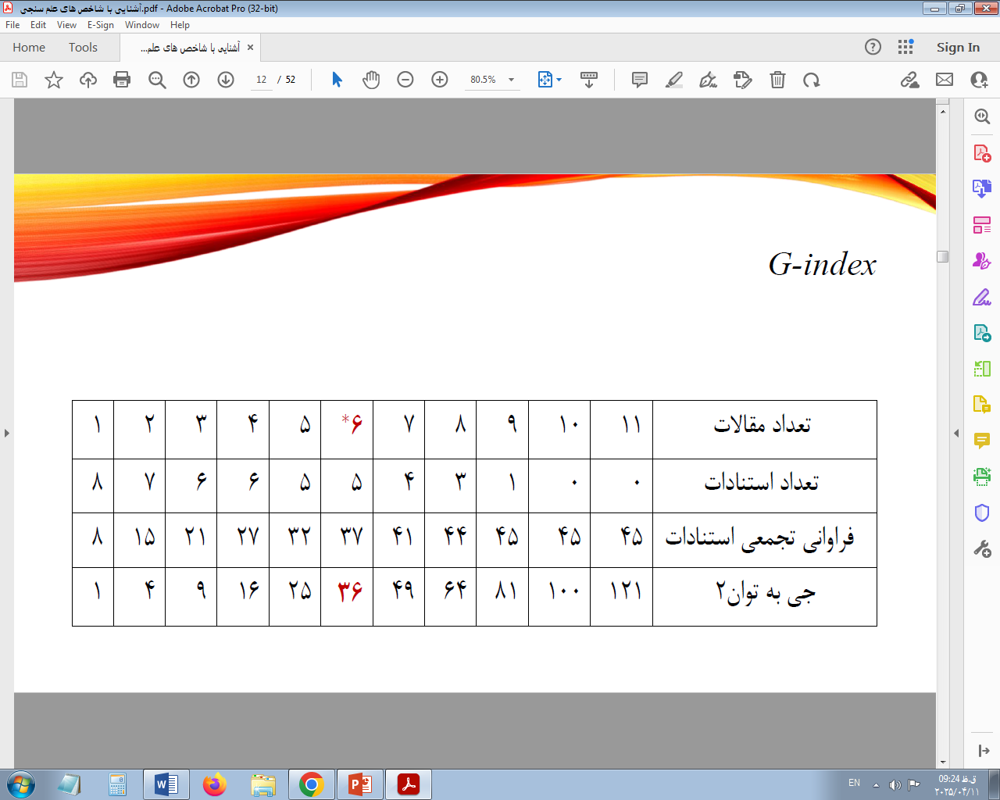 آشنایی با شاخص های علم سنجی.pdf - Adobe Acrobat Pro (32-bit)
File Edit View E-Sign Window Help
Home Tools آشنایی با شاخص های علم... × Sign In
12 / 52 80.5%
G-index
تعداد مقالات ۱۱ ۱۰ ۹ ۸ ۷ ۶* ۵ ۴ ۳ ۲ ۱
تعداد استنادات ۰ ۰ ۱ ۳ ۴ ۵ ۵ ۶ ۶ ۷ ۸
فراوانی تجمعی استنادات ۴۵ ۴۵ ۴۵ ۴۴ ۴۱ ۳۷ ۳۲ ۲۷ ۲۱ ۱۵ ۸
جی به توان۲ ۱۲۱ ۱۰۰ ۸۱ ۶۴ ۴۹ ۳۶ ۲۵ ۱۶ ۹ ۴ ۱
EN 09:24 ق.ظ
۲۰۲۵/۰۴/۱۱